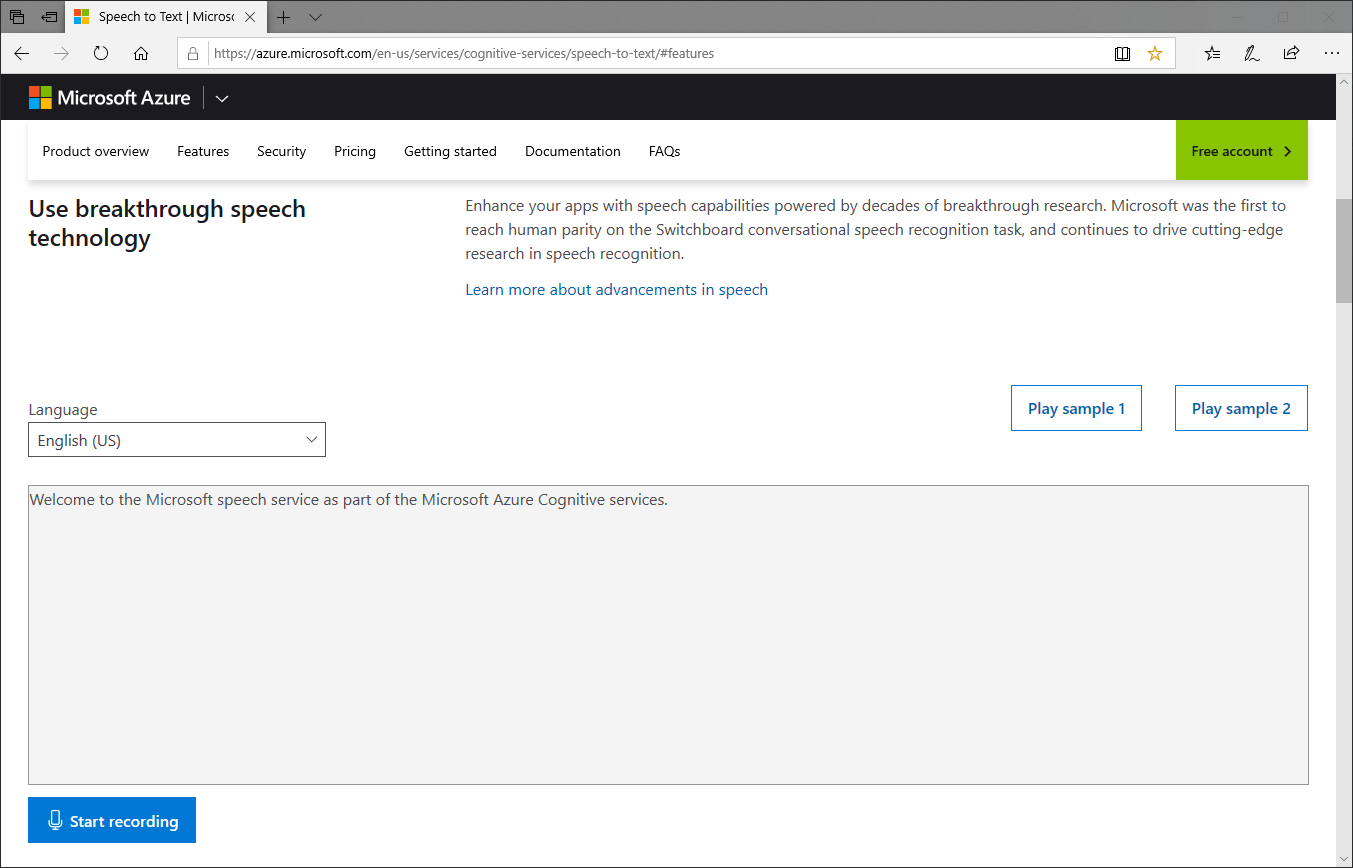 Speech to Text | Micros
https://azure.microsoft.com/en-us/services/cognitive-services/speech-to-text/#features
Microsoft Azure
Product overview Features Security Pricing Getting started Documentation FAQs Free account
Use breakthrough speech
technology
Enhance your apps with speech capabilities powered by decades of breakthrough research. Microsoft was the first to
reach human parity on the Switchboard conversational speech recognition task, and continues to drive cutting-edge
research in speech recognition.
Learn more about advancements in speech
Play sample 1 Play sample 2
Language
English (US)
Welcome to the Microsoft speech service as part of the Microsoft Azure Cognitive services.
Start recording